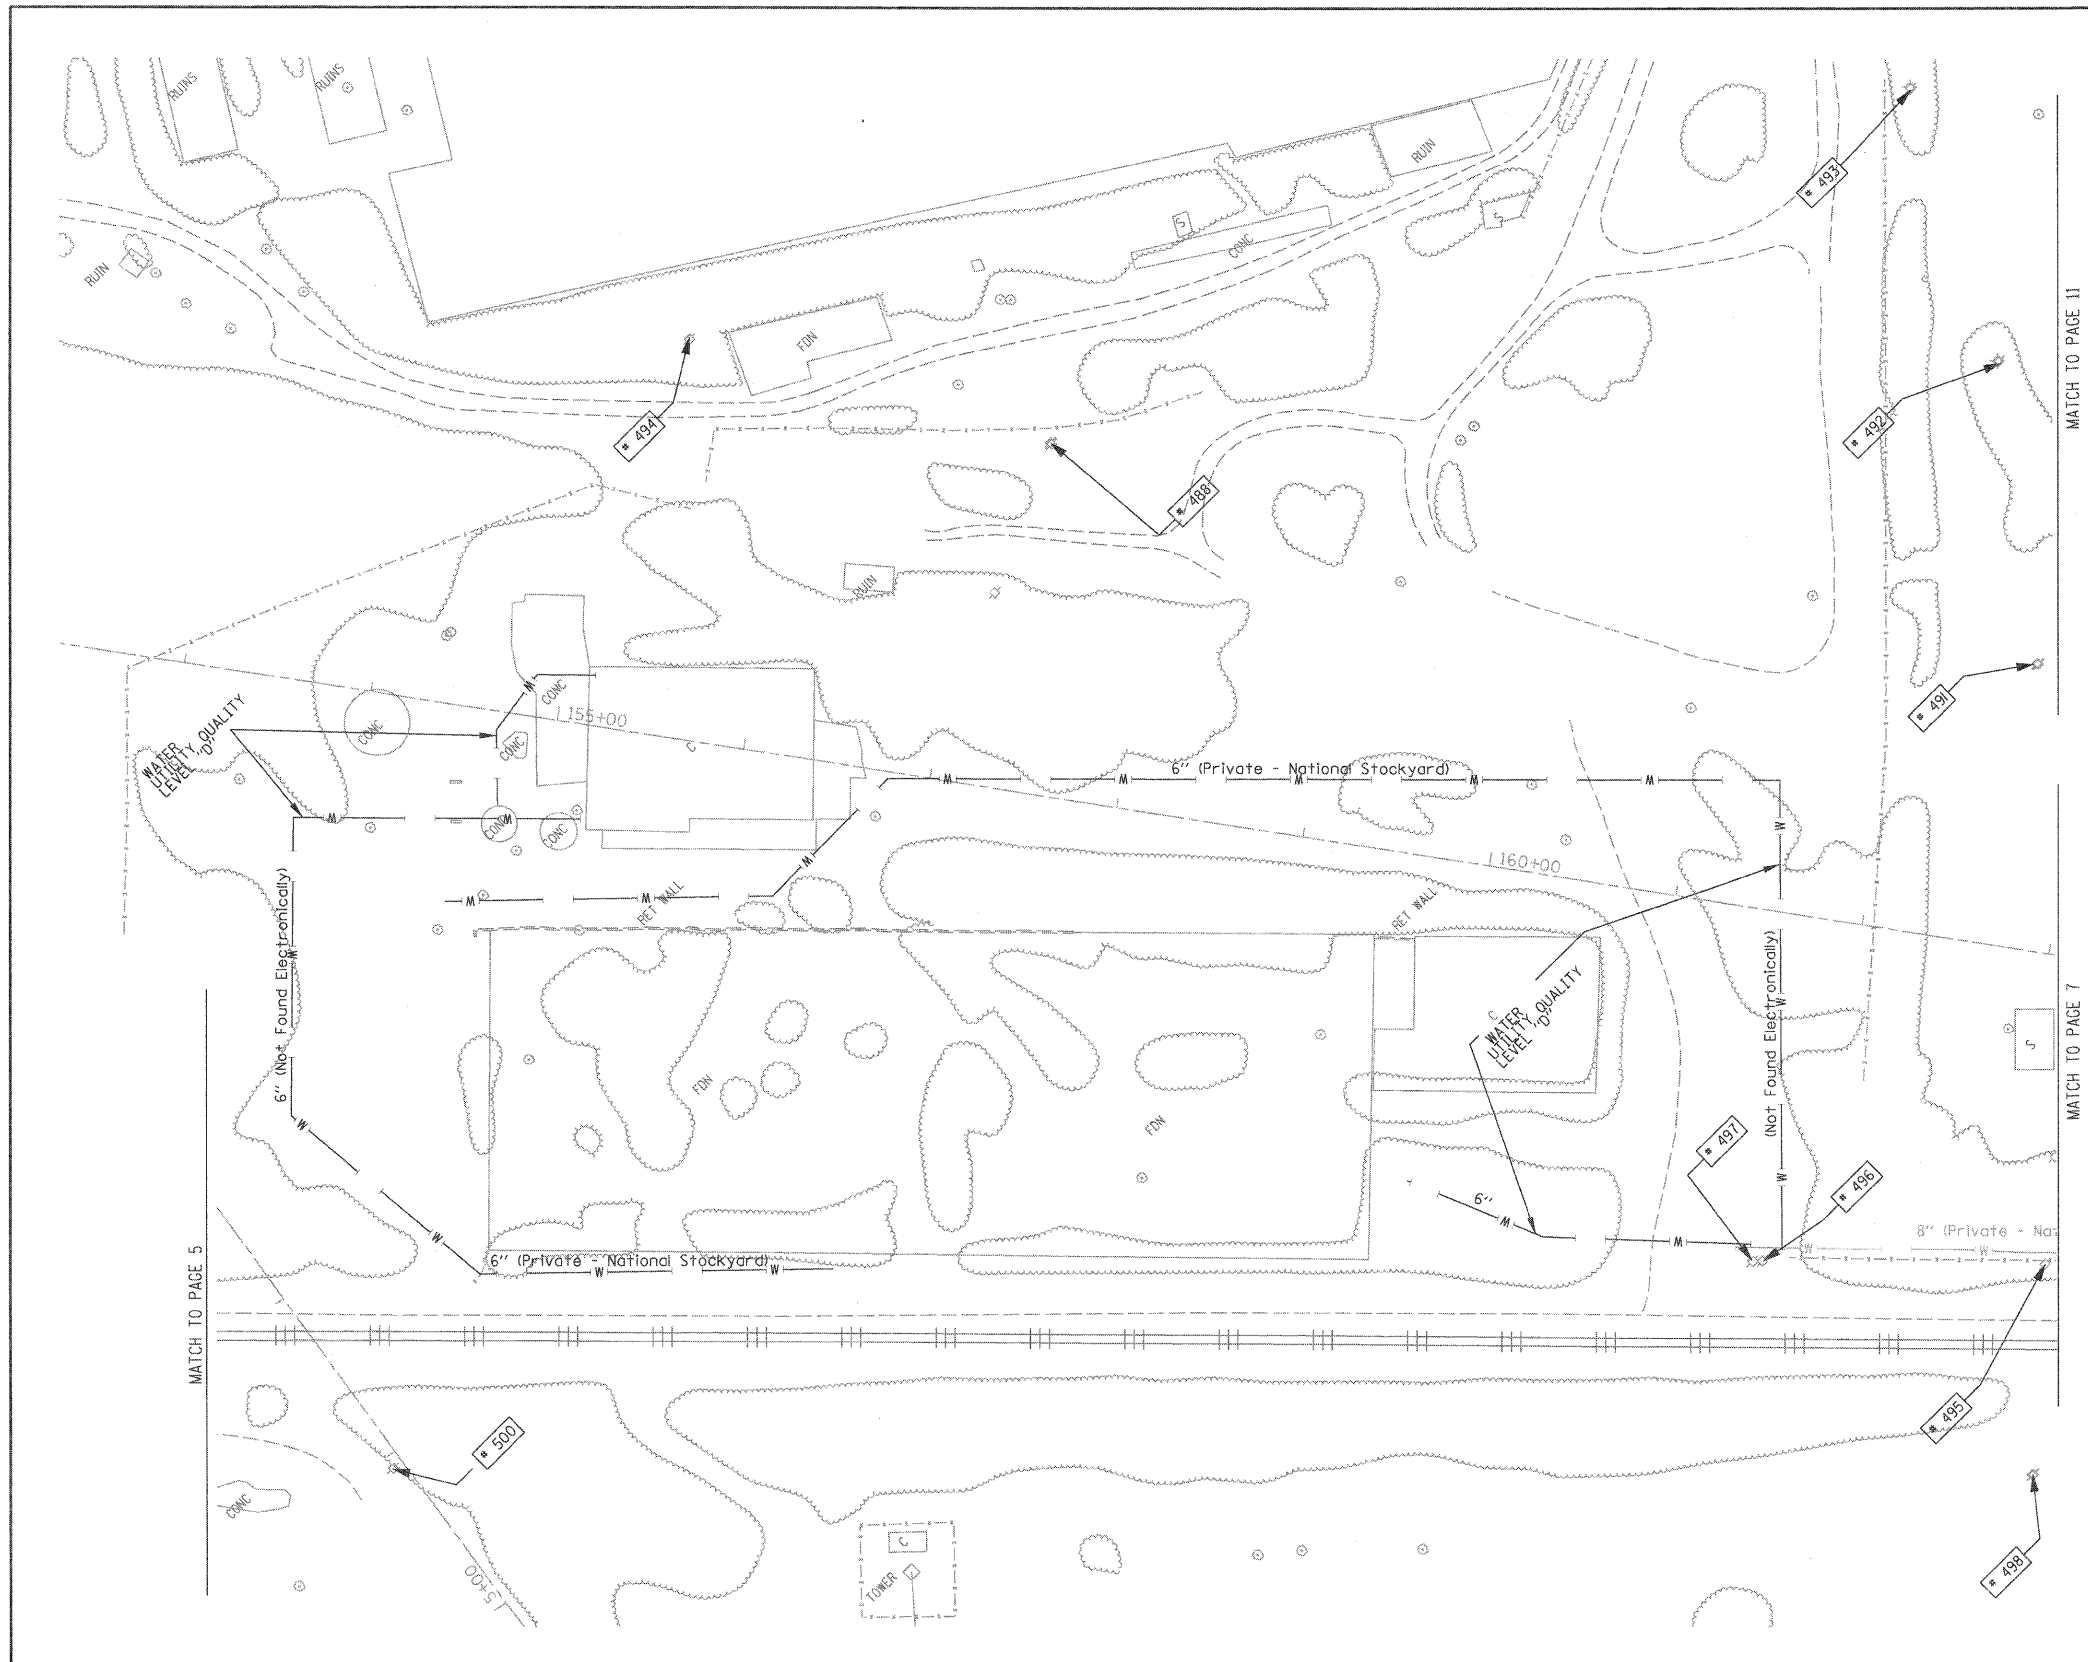 RUINS
RUINS
RUIN
RUIN
S
S
CONC
FDN
# 493
# 494
# 492
# 488
# 491
RUIN
MATCH TO PAGE 11
WATER
UTILITY QUALITY
LEVEL "D"
CONC
CONC
CONC
155+00
C
6" (Private - National Stockyard)
W
W
W
W
W
W
W
W
CONC
CONC
W
W
W
W
RET WALL
160+00
RET WALL
6" (Not Found Electronically)
W
W
W
(Not Found Electronically)
W
W
C
WATER
UTILITY QUALITY
LEVEL "D"
FDN
FDN
S
MATCH TO PAGE 7
# 497
# 496
6"
W
W
8" (Private - Na
W
W
6" (Private - National Stockyard)
W
W
MATCH TO PAGE 5
# 500
# 495
CONC
15+00
C
TOWER
# 498